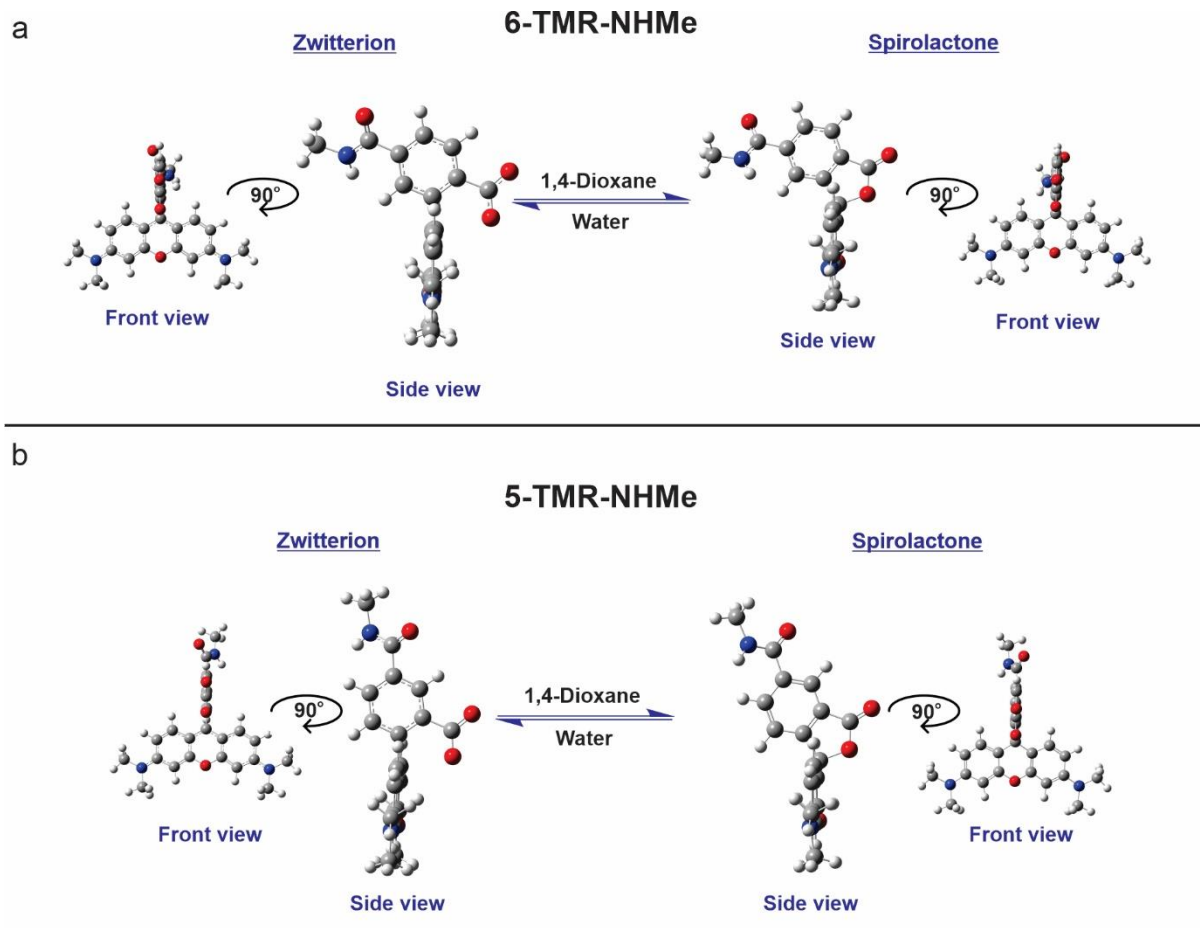 a
6-TMR-NHMe
Zwitterion
Spirolactone
90°
1,4-Dioxane
Water
90°
Front view
Side view
Side view
Front view
b
5-TMR-NHMe
Zwitterion
Spirolactone
90°
1,4-Dioxane
Water
90°
Front view
Side view
Side view
Front view